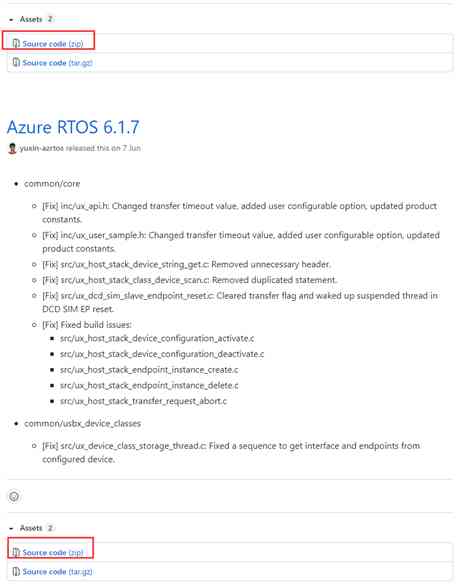 Assets 2
Source code (zip)
Source code (tar.gz)
Azure RTOS 6.1.7
yuxin-azrtos released this on 7 Jun
common/core
[Fix] inc/ux_api.h: Changed transfer timeout value, added user configurable option, updated product
constants.
[Fix] inc/ux_user_sample.h: Changed transfer timeout value, added user configurable option, updated
product constants.
[Fix] src/ux_host_stack_device_string_get.c: Removed unnecessary header.
[Fix] src/ux_host_stack_class_device_scan.c: Removed duplicated statement.
[Fix] src/ux_dcd_sim_slave_endpoint_reset.c: Cleared transfer flag and waked up suspended thread in
DCD SIM EP reset.
[Fix] Fixed build issues:
src/ux_host_stack_device_configuration_activate.c
src/ux_host_stack_device_configuration_deactivate.c
src/ux_host_stack_endpoint_instance_create.c
src/ux_host_stack_endpoint_instance_delete.c
src/ux_host_stack_transfer_request_abort.c
common/usbx_device_classes
[Fix] src/ux_device_class_storage_thread.c: Fixed a sequence to get interface and endpoints from
configured device.
Assets 2
Source code (zip)
Source code (tar.gz)